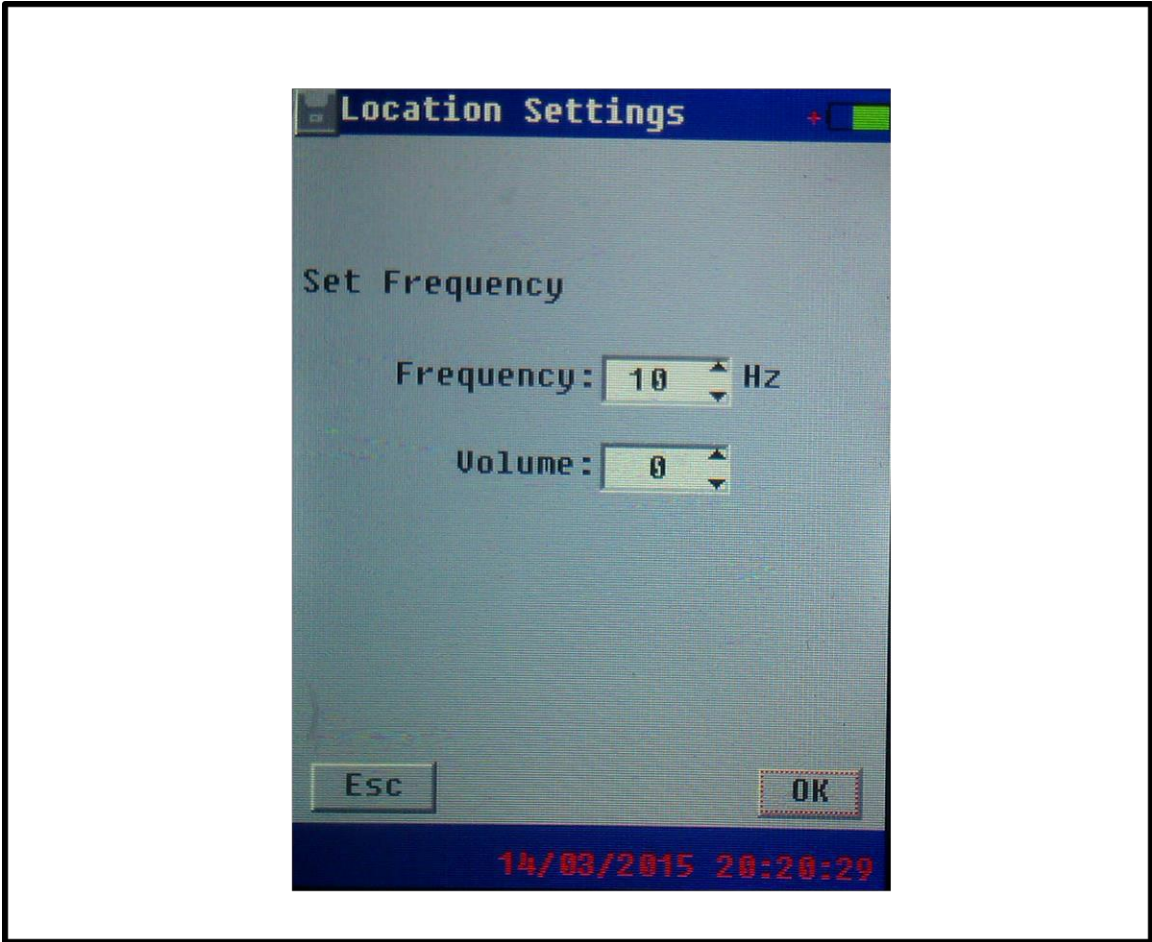 Location Settings
Set Frequency
Frequency: 10 Hz
Volume: 0
Esc OK
14/03/2015 20:20:29